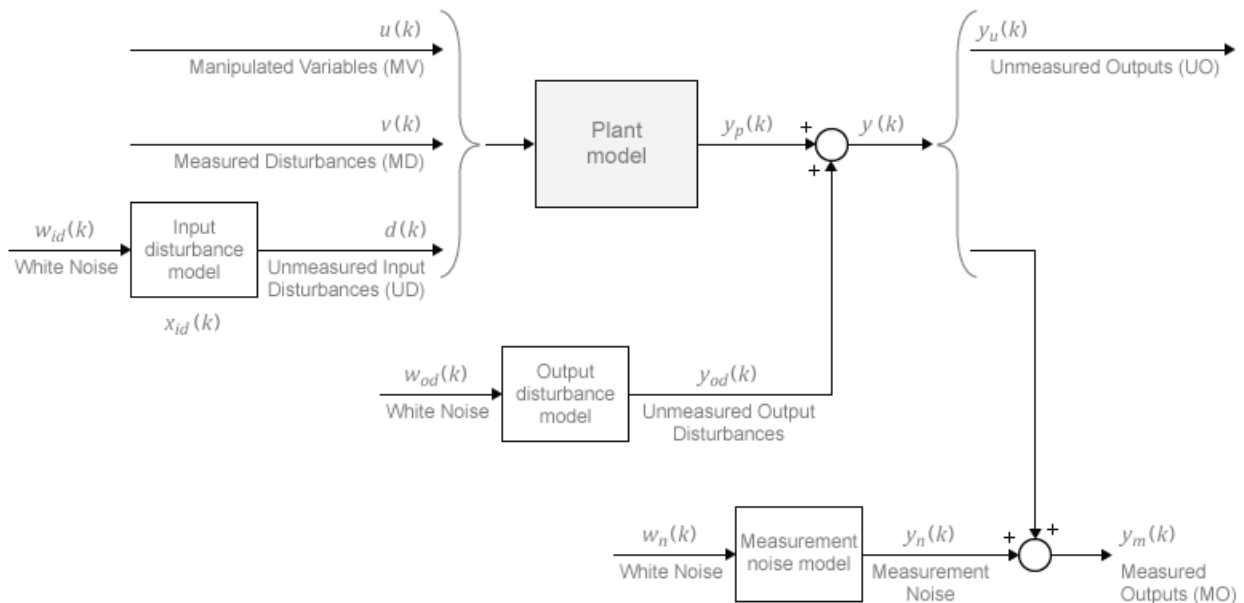 u(k)
Manipulated Variables (MV)
v(k)
Measured Disturbances (MD)
w_id(k)
White Noise
Input
disturbance
model
x_id(k)
d(k)
Unmeasured Input
Disturbances (UD)
Plant
model
y_p(k)
+
+
y(k)
y_u(k)
Unmeasured Outputs (UO)
w_od(k)
White Noise
Output
disturbance
model
y_od(k)
Unmeasured Output
Disturbances
w_n(k)
White Noise
Measurement
noise model
y_n(k)
Measurement
Noise
+
+
y_m(k)
Measured
Outputs (MO)